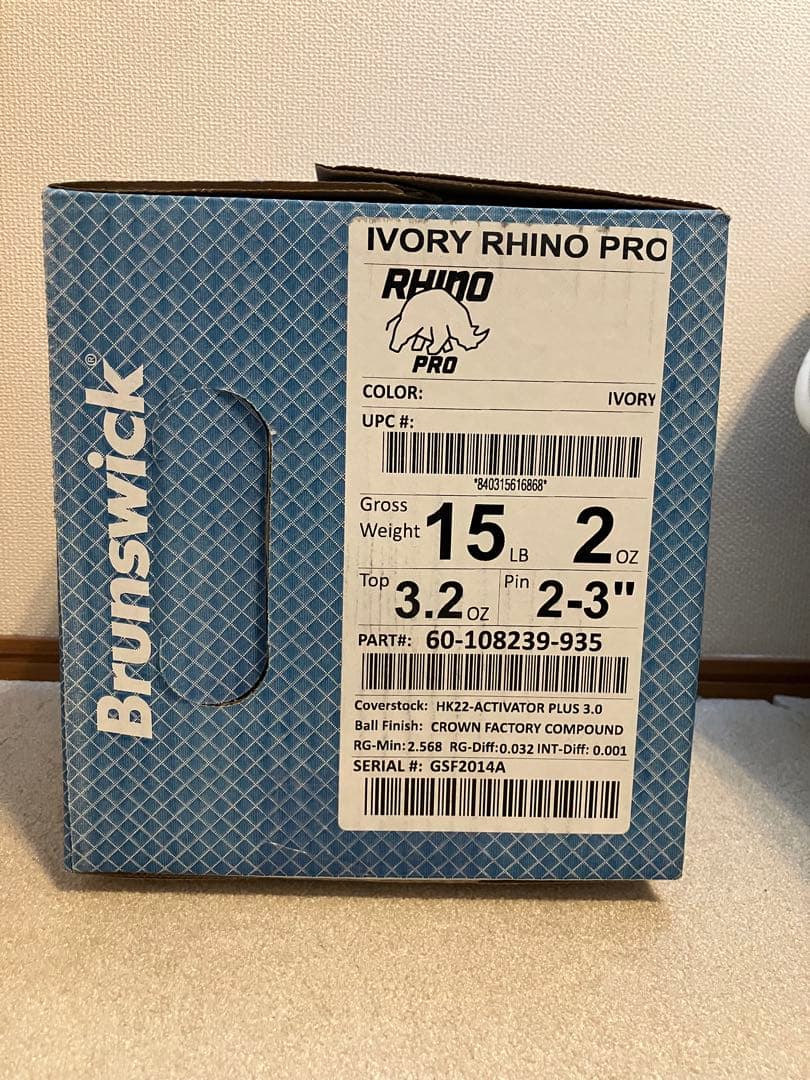 Brunswick®
IVORY RHINO PRO
RHINO
PRO
COLOR: IVORY
UPC #:
*840315616868*
Gross
Weight 15 LB 2 OZ
Top 3.2 OZ Pin 2-3"
PART#: 60-108239-935
Coverstock: HK22-ACTIVATOR PLUS 3.0
Ball Finish: CROWN FACTORY COMPOUND
RG-Min: 2.568 RG-Diff:0.032 INT-Diff: 0.001
SERIAL #: GSF2014A